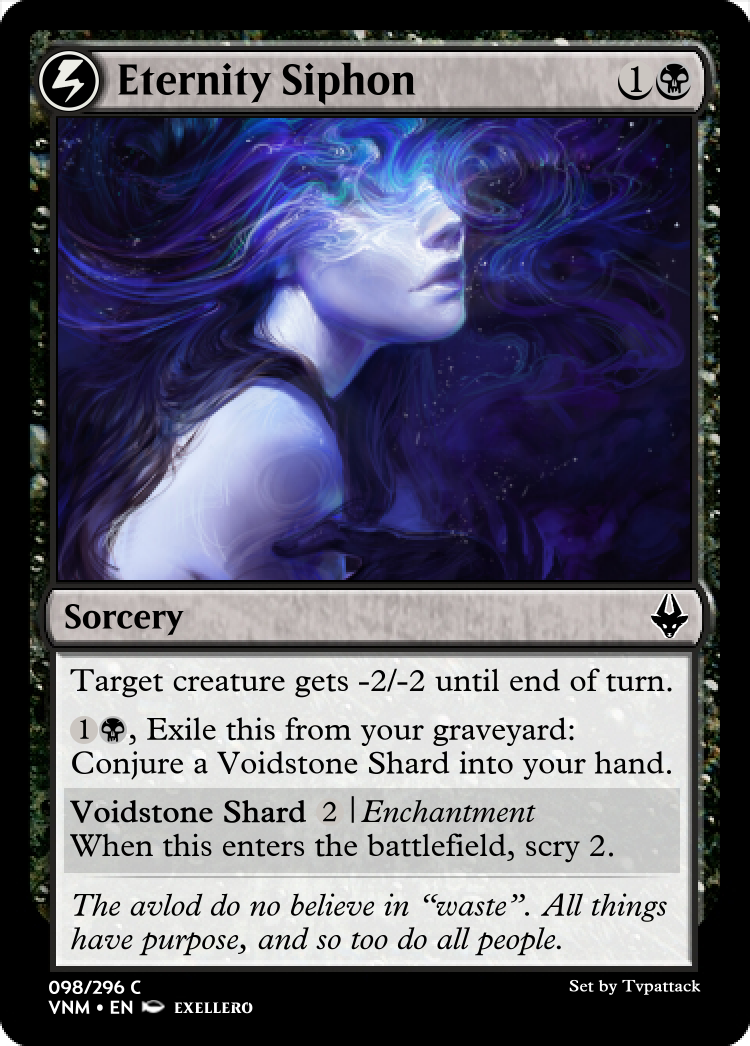 Eternity Siphon 1
Sorcery
Target creature gets -2/-2 until end of turn.
1, Exile this from your graveyard:
Conjure a Voidstone Shard into your hand.
Voidstone Shard 2 | Enchantment
When this enters the battlefield, scry 2.
The avlod do no believe in “waste”. All things
have purpose, and so too do all people.
098/296 C
Set by Tvpattack
VNM • EN EXELLERO